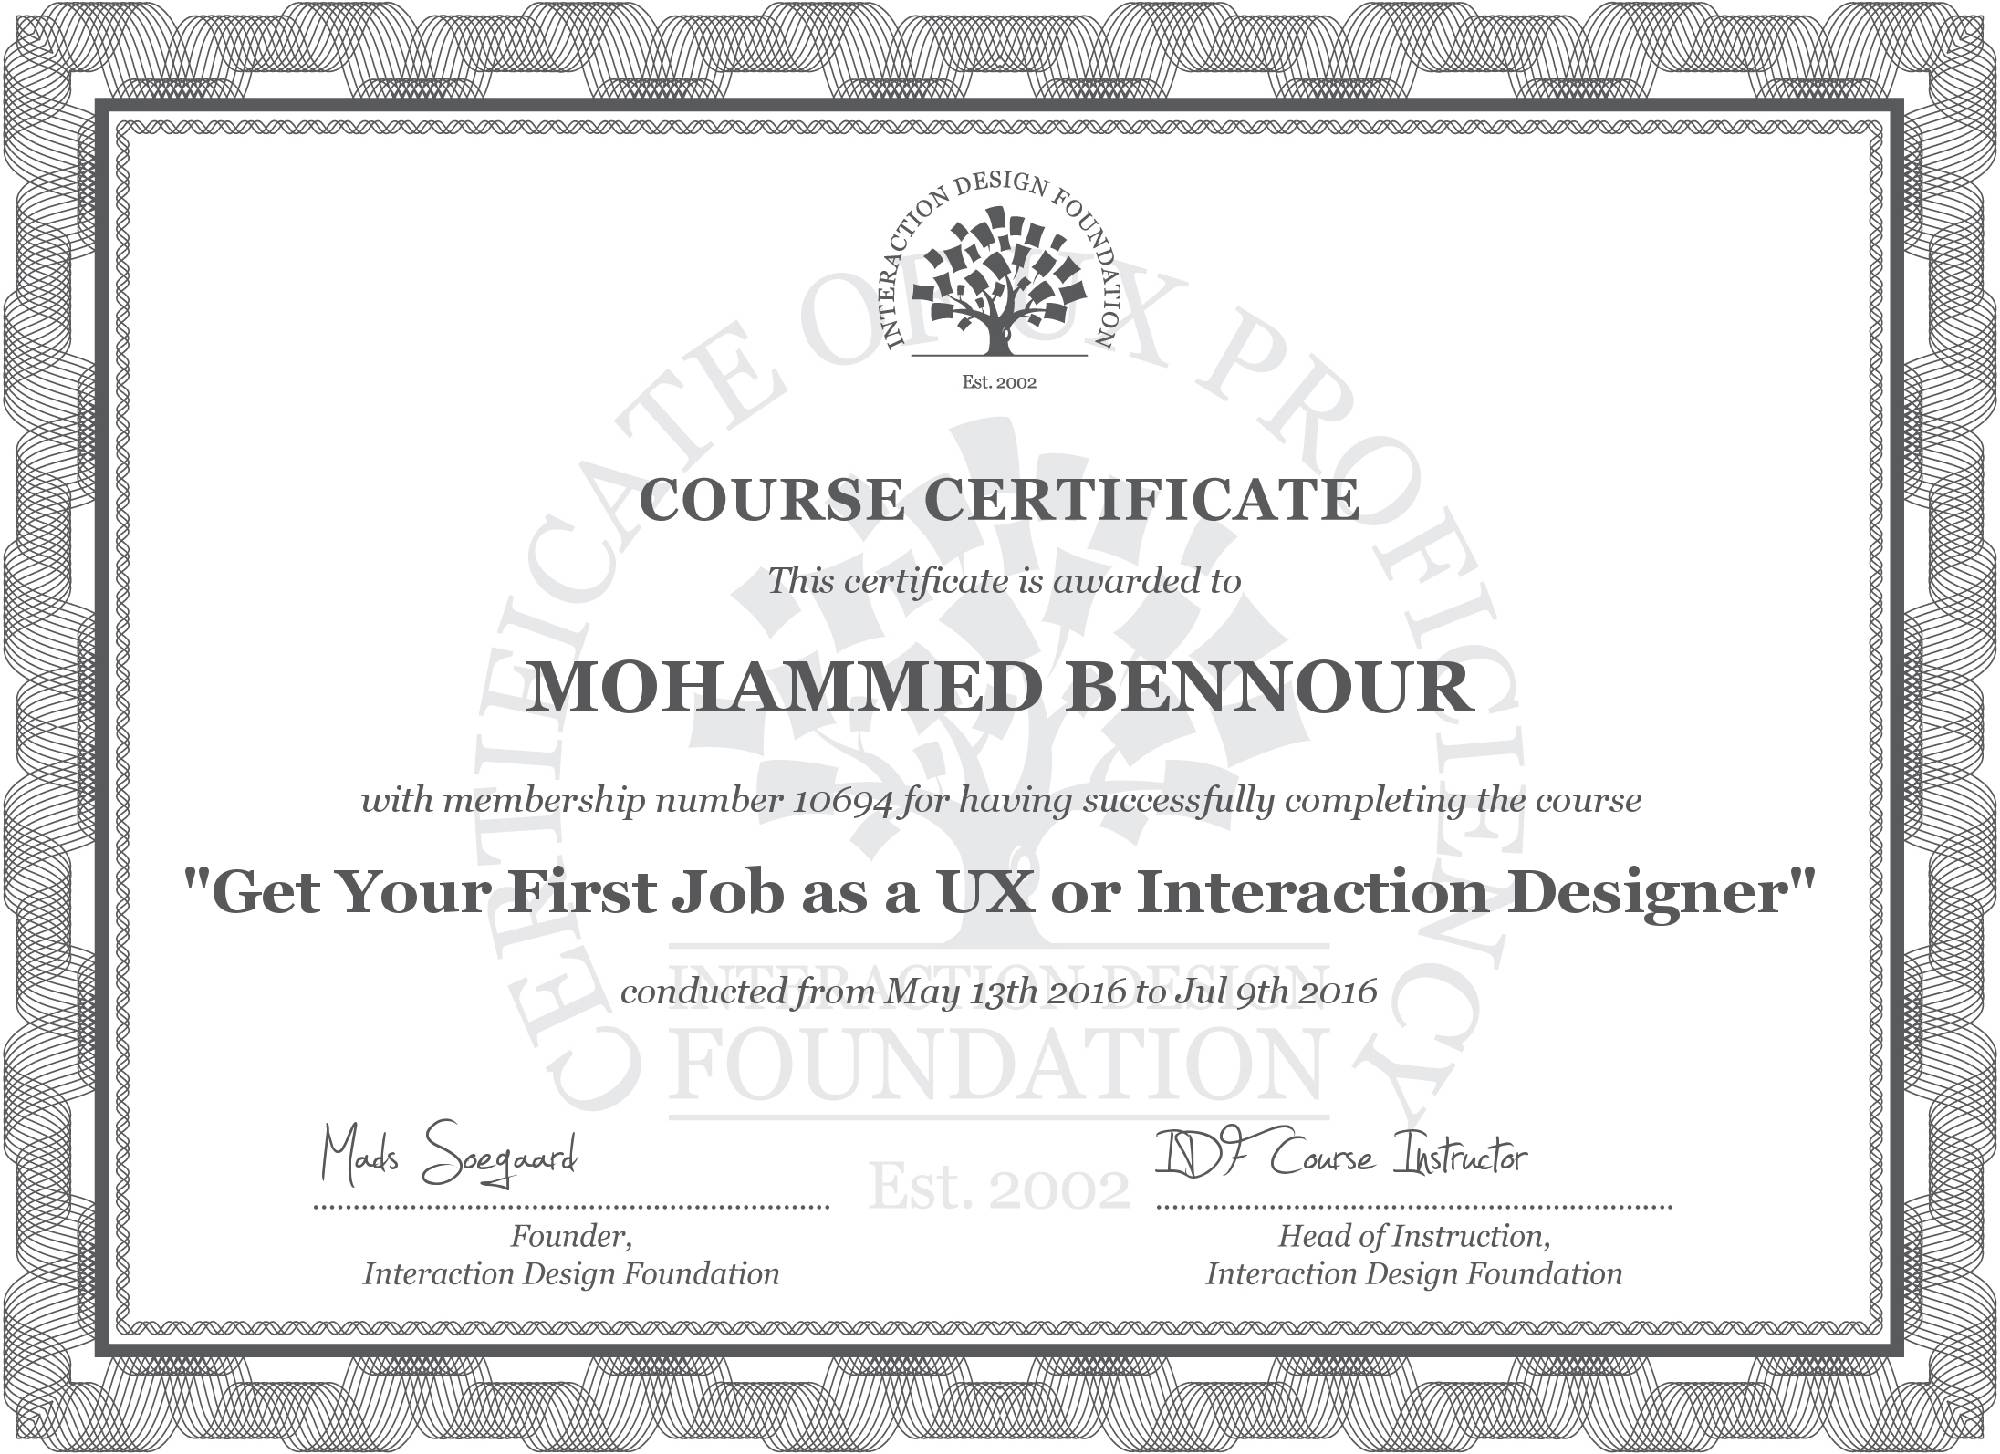 INTERACTION DESIGN FOUNDATION
Est. 2002
CERTIFICATE OF UX PROFICIENCY
COURSE CERTIFICATE
This certificate is awarded to
MOHAMMED BENNOUR
with membership number 10694 for having successfully completing the course
"Get Your First Job as a UX or Interaction Designer"
INTERACTION DESIGN
conducted from May 13th 2016 to Jul 9th 2016
FOUNDATION
Mads Soegaard
IDF Course Instructor
Est. 2002
Founder,
Interaction Design Foundation
Head of Instruction,
Interaction Design Foundation